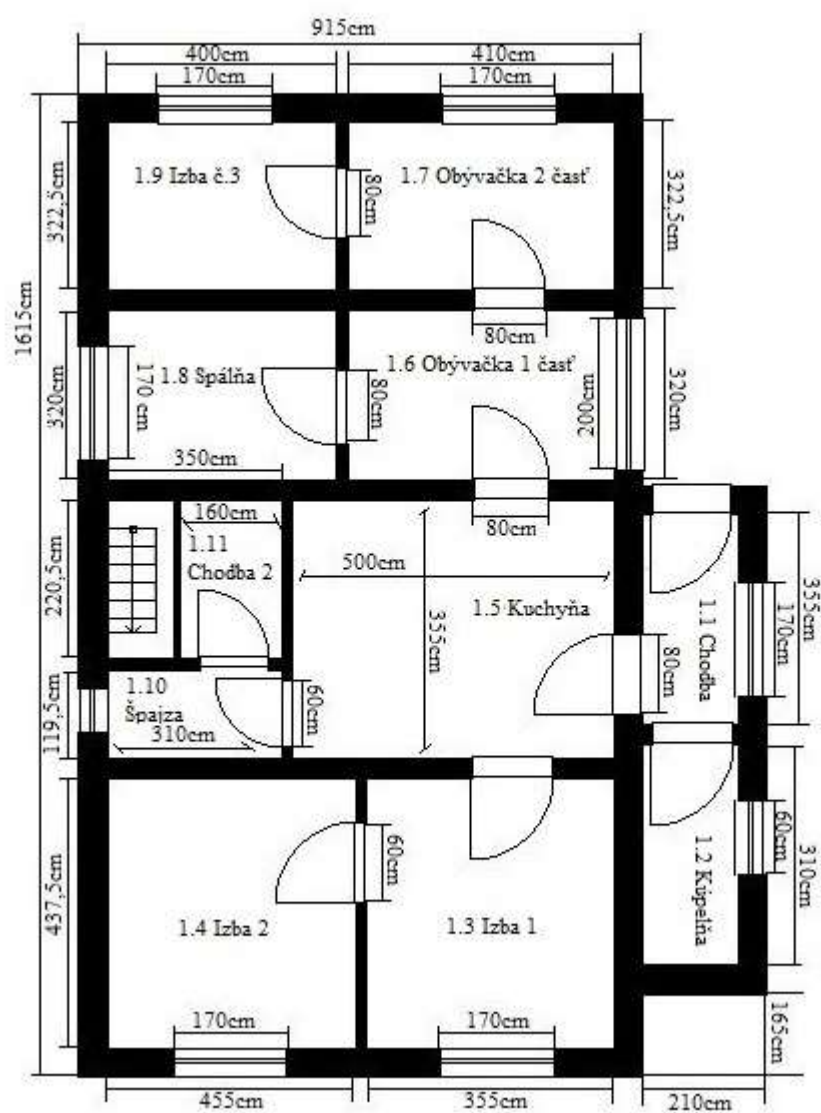 915cm
400cm
410cm
170cm
170cm
1615cm
322,5cm
1.9 Izba č.3
80cm
1.7 Obývačka 2 časť
322,5cm
80cm
320cm
170 cm
1.8 Spálňa
80cm
1.6 Obývačka 1 časť
200cm
320cm
350cm
80cm
220,5cm
160cm
1.11
Chodba 2
500cm
355cm
1.5 Kuchyňa
80cm
1.1 Chodba
170cm
355cm
119,5cm
1.10
Špajza
310cm
60cm
437,5cm
1.4 Izba 2
60cm
1.3 Izba 1
1.2 Kúpelňa
60cm
310cm
170cm
170cm
165cm
455cm
355cm
210cm